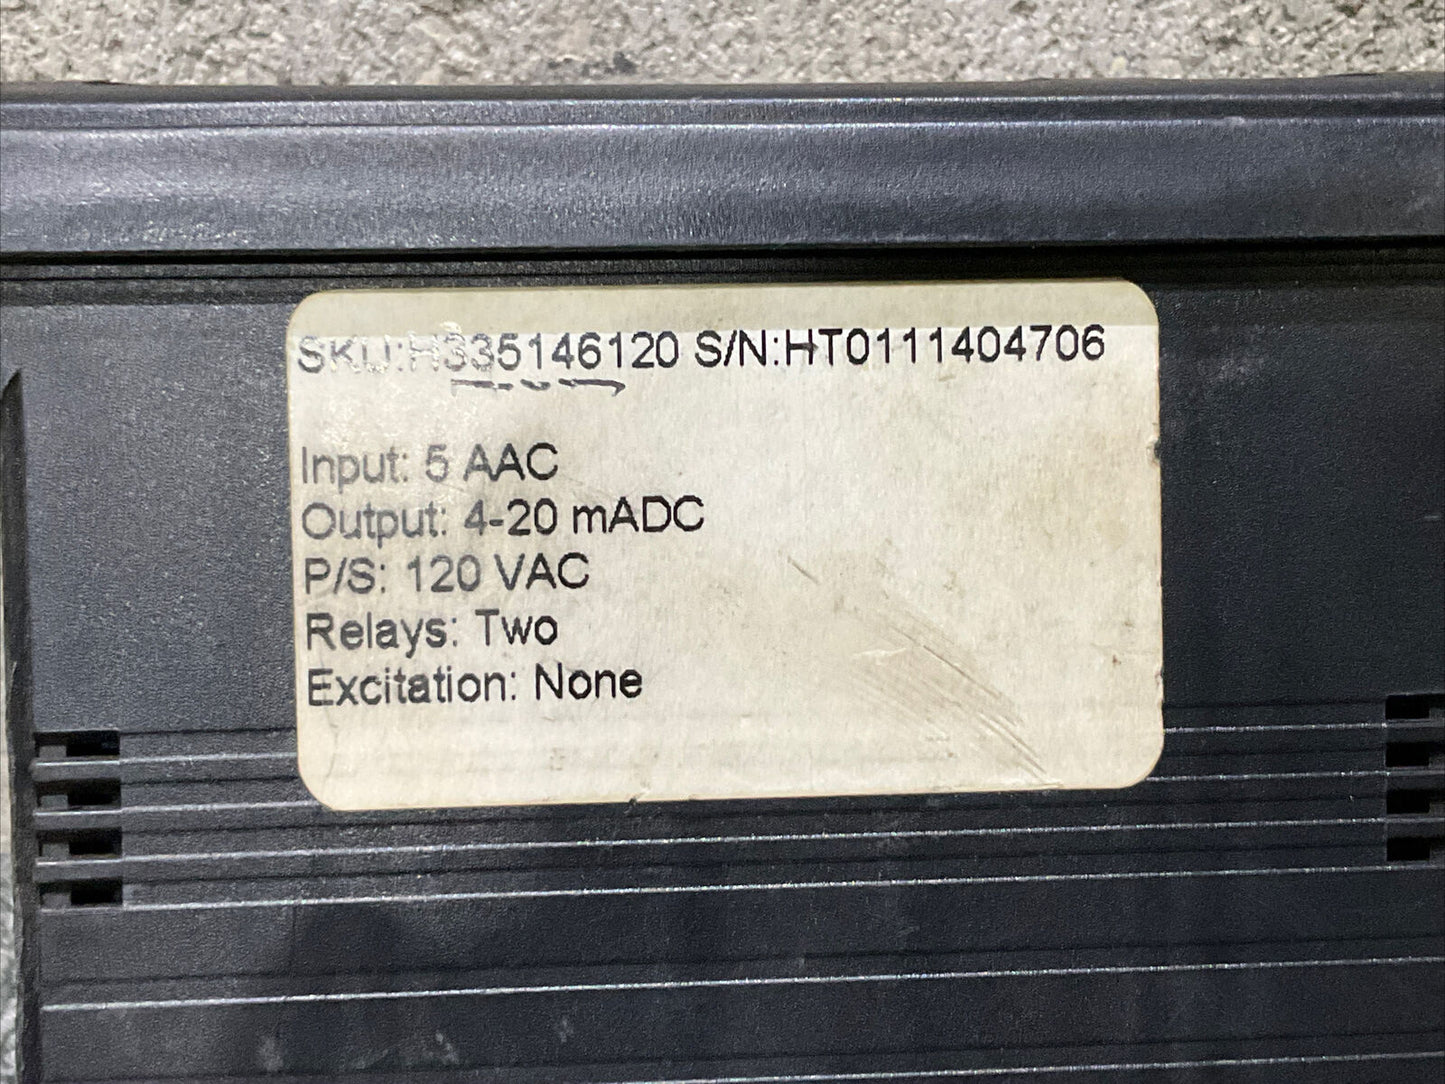 SKU:H335146120 S/N:HT0111404706
Input: 5 AAC
Output: 4-20 mADC
P/S: 120 VAC
Relays: Two
Excitation: None